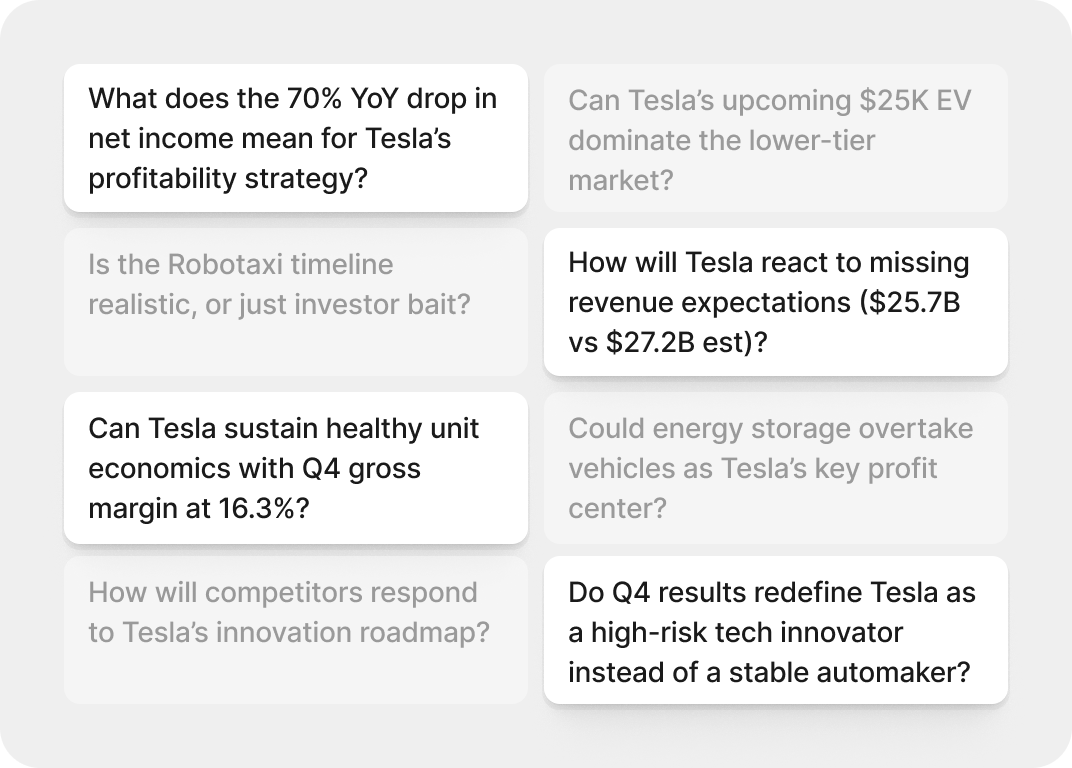 What does the 70% YoY drop in
net income mean for Tesla’s
profitability strategy?
Can Tesla’s upcoming $25K EV
dominate the lower-tier
market?
Is the Robotaxi timeline
realistic, or just investor bait?
How will Tesla react to missing
revenue expectations ($25.7B
vs $27.2B est)?
Can Tesla sustain healthy unit
economics with Q4 gross
margin at 16.3%?
Could energy storage overtake
vehicles as Tesla’s key profit
center?
How will competitors respond
to Tesla’s innovation roadmap?
Do Q4 results redefine Tesla as
a high-risk tech innovator
instead of a stable automaker?